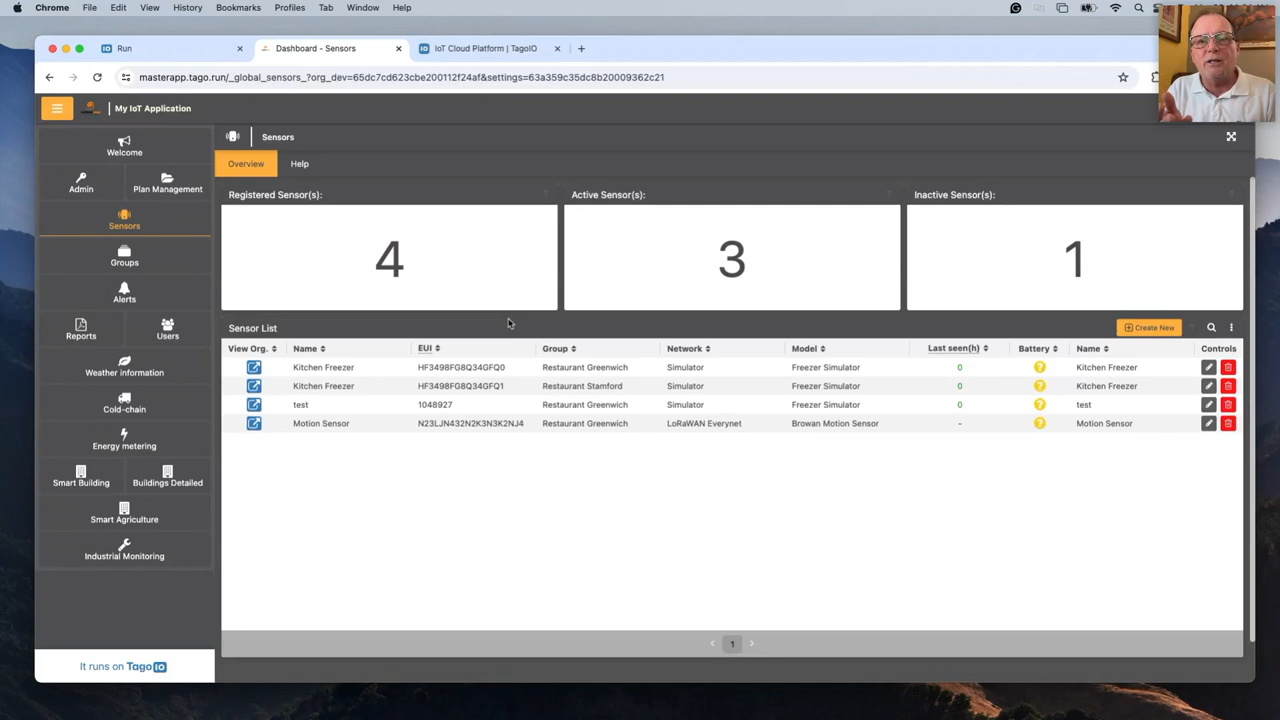 Chrome File Edit View History Bookmarks Profiles Tab Window Help
Run Dashboard - Sensors IoT Cloud Platform | TagoIO
masterapp.tago.run/_global_sensors_?org_dev=65dc7cd623cbe200112f24af&settings=63a359c35dc8b20009362c21
My IoT Application
Welcome
Admin Plan Management
Sensors
Groups
Alerts
Reports Users
Weather information
Cold-chain
Energy metering
Smart Building Buildings Detailed
Smart Agriculture
Industrial Monitoring
It runs on TagoIO
Sensors
Overview Help
Registered Sensor(s): Active Sensor(s): Inactive Sensor(s):
4 3 1
Sensor List Create New
View Org. Name EUI Group Network Model Last seen(h) Battery Name Controls
Kitchen Freezer HF3498FG8Q34GFQ0 Restaurant Greenwich Simulator Freezer Simulator 0 ? Kitchen Freezer
Kitchen Freezer HF3498FG8Q34GFQ1 Restaurant Stamford Simulator Freezer Simulator 0 ? Kitchen Freezer
test 1048927 Restaurant Greenwich Simulator Freezer Simulator 0 ? test
Motion Sensor N23LJN432N2K3N3K2NJ4 Restaurant Greenwich LoRaWAN Everynet Browan Motion Sensor - ? Motion Sensor
1